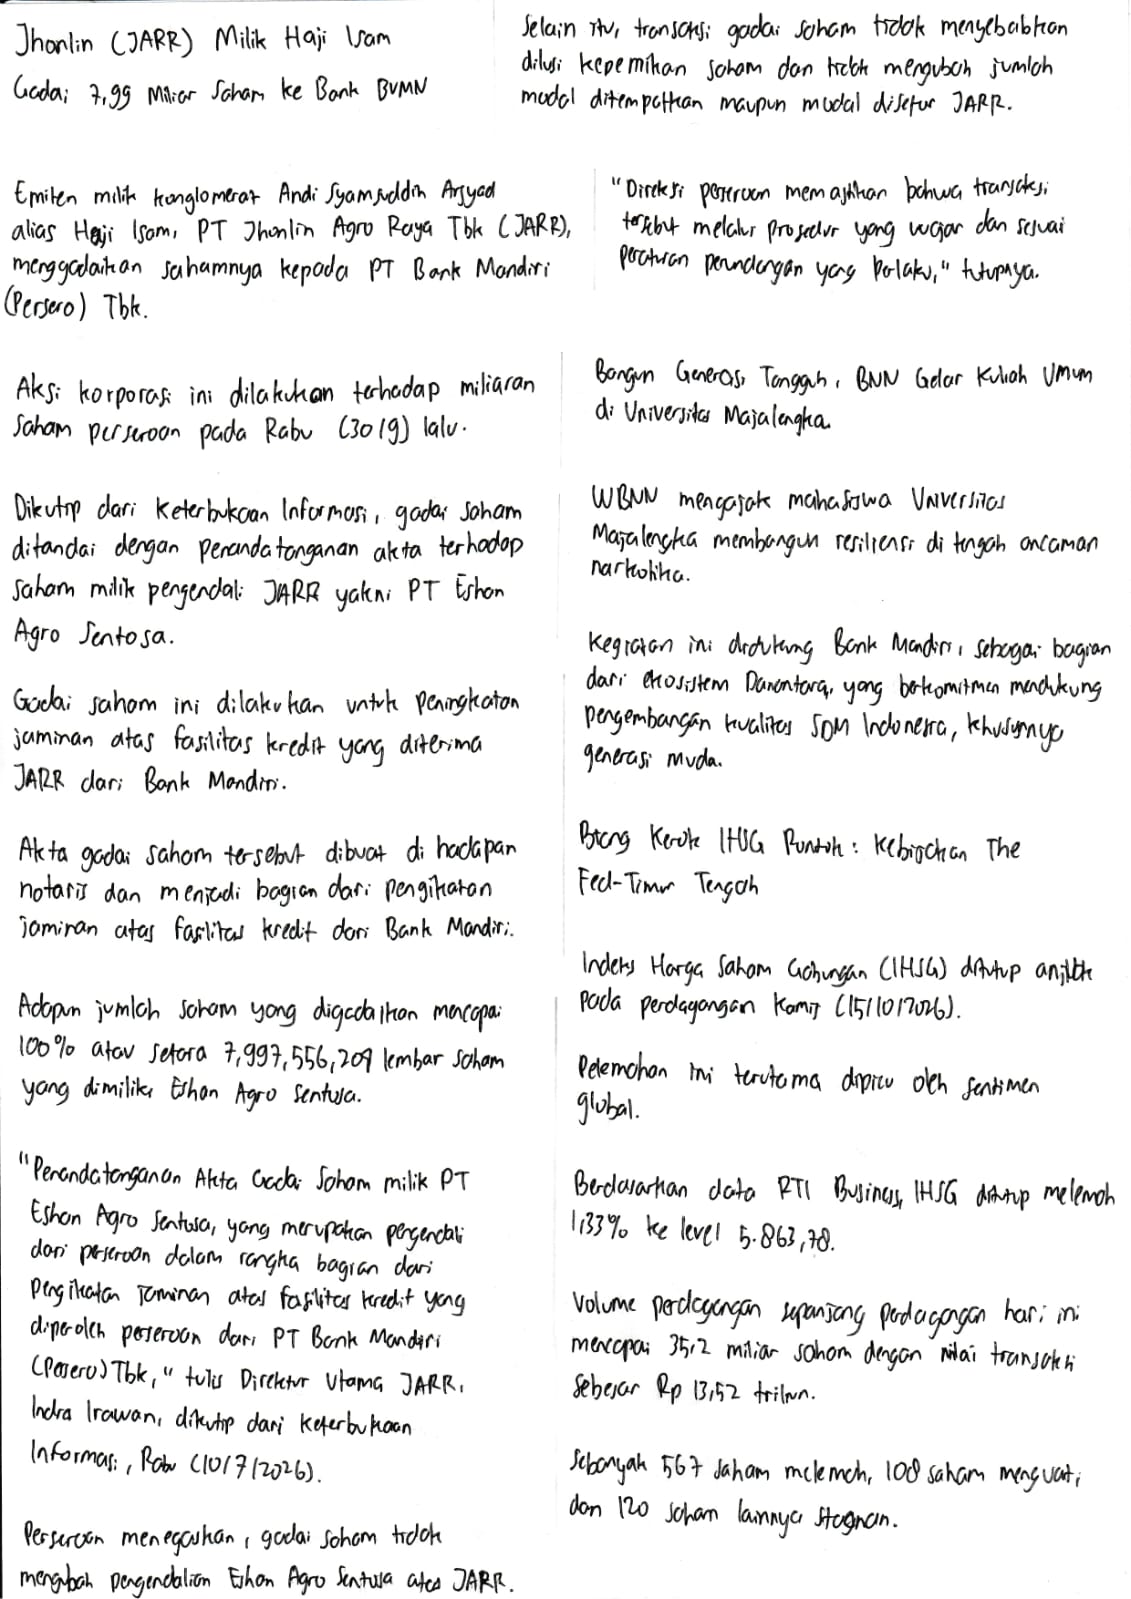 Jhonlin (JARR) Milik Haji Isam
Gadai 7,99 Miliar Saham ke Bank BUMN
Emiten milik konglomerat Andi Syamsuddin Arsyad
alias Haji Isam, PT Jhonlin Agro Raya Tbk (JARR),
menggadaikan sahamnya kepada PT Bank Mandiri
(Persero) Tbk.
Aksi korporasi ini dilakukan terhadap miliaran
saham perseroan pada Rabu (30/9) lalu.
Dikutip dari Keterbukaan Informasi, gadai saham
ditandai dengan penandatanganan akta terhadap
saham milik pengendali JARR yakni PT Eshan
Agro Sentosa.
Gadai saham ini dilakukan untuk peningkatan
jaminan atas fasilitas kredit yang diterima
JARR dari Bank Mandiri.
Akta gadai saham tersebut dibuat di hadapan
notaris dan menjadi bagian dari pengikatan
jaminan atas fasilitas kredit dari Bank Mandiri.
Adapun jumlah saham yang digadaikan mencapai
100% atau setara 7,997,556,209 lembar saham
yang dimiliki Eshan Agro Sentosa.
"Penandatanganan Akta Gadai Saham milik PT
Eshan Agro Sentosa, yang merupakan pengendali
dari perseroan dalam rangka bagian dari
pengikatan jaminan atas fasilitas kredit yang
diperoleh perseroan dari PT Bank Mandiri
(Persero) Tbk," tulis Direktur Utama JARR,
Indra Irawan, dikutip dari Keterbukaan
Informasi, Rabu (10/7/2026).
Perseroan menegaskan, gadai saham tidak
mengubah pengendalian Eshan Agro Sentosa atas JARR.
Selain itu, transaksi gadai saham tidak menyebabkan
dilusi kepemikan saham dan tidak mengubah jumlah
modal ditempatkan maupun modal disetor JARR.
"Direksi perseroan memastikan bahwa transaksi
tersebut melalui prosedur yang wajar dan sesuai
peraturan perundangan yang berlaku," tutupnya.
Bangun Generasi Tangguh, BNN Gelar Kuliah Umum
di Universitas Majalengka
WBNN mengajak mahasiswa Universitas
Majalengka membangun resiliensi di tengah ancaman
narkotika.
Kegiatan ini didukung Bank Mandiri, sebagai bagian
dari ekosistem Danantara, yang berkomitmen mendukung
pengembangan kualitas SDM Indonesia, khususnya
generasi muda.
Biang Kerok IHSG Runtuh: Kebijakan The
Fed-Timur Tengah
Indeks Harga Saham Gabungan (IHSG) ditutup anjlok
pada perdagangan Kamis (15/10/2026).
Pelemahan ini terutama dipicu oleh sentimen
global.
Berdasarkan data RTI Business, IHSG ditutup melemah
1,33% ke level 5.863,78.
Volume perdagangan sepanjang perdagangan hari ini
mencapai 35,2 miliar saham dengan nilai transaksi
sebesar Rp 13,52 triliun.
Sebanyak 567 saham melemah, 108 saham menguat,
dan 120 saham lainnya stagnan.